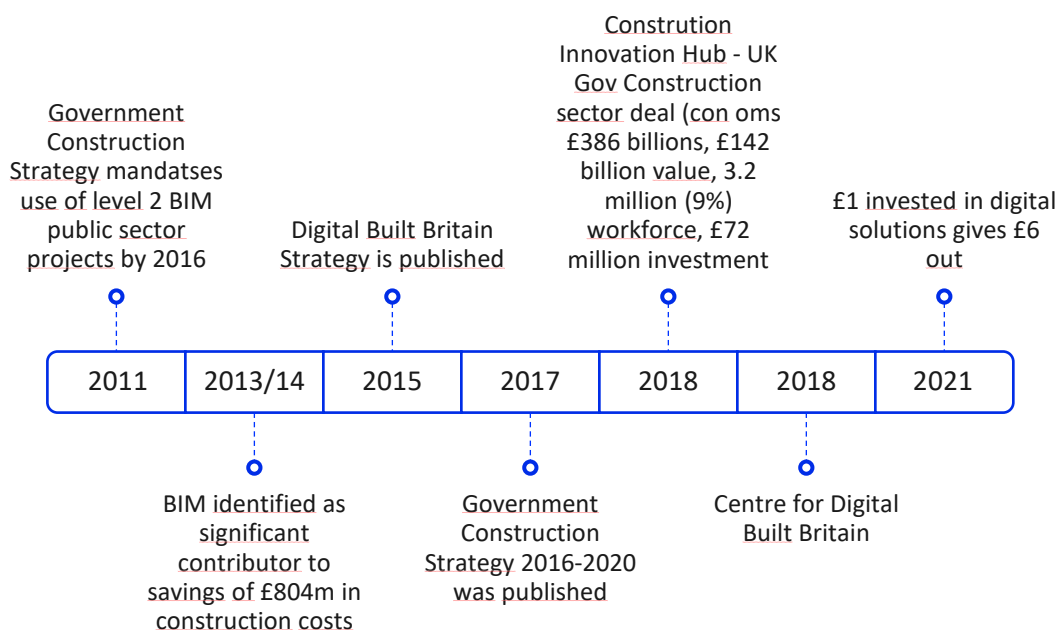 Constrution
Innovation Hub - UK
Gov Construction
sector deal (con oms
£386 billions, £142
billion value, 3.2
million (9%)
workforce, £72
million investment
Government
Construction
Strategy mandatses
use of level 2 BIM
public sector
projects by 2016
Digital Built Britain
Strategy is published
£1 invested in digital
solutions gives £6
out
2011
2013/14
2015
2017
2018
2018
2021
BIM identified as
significant
contributor to
savings of £804m in
construction costs
Government
Construction
Strategy 2016-2020
was published
Centre for Digital
Built Britain